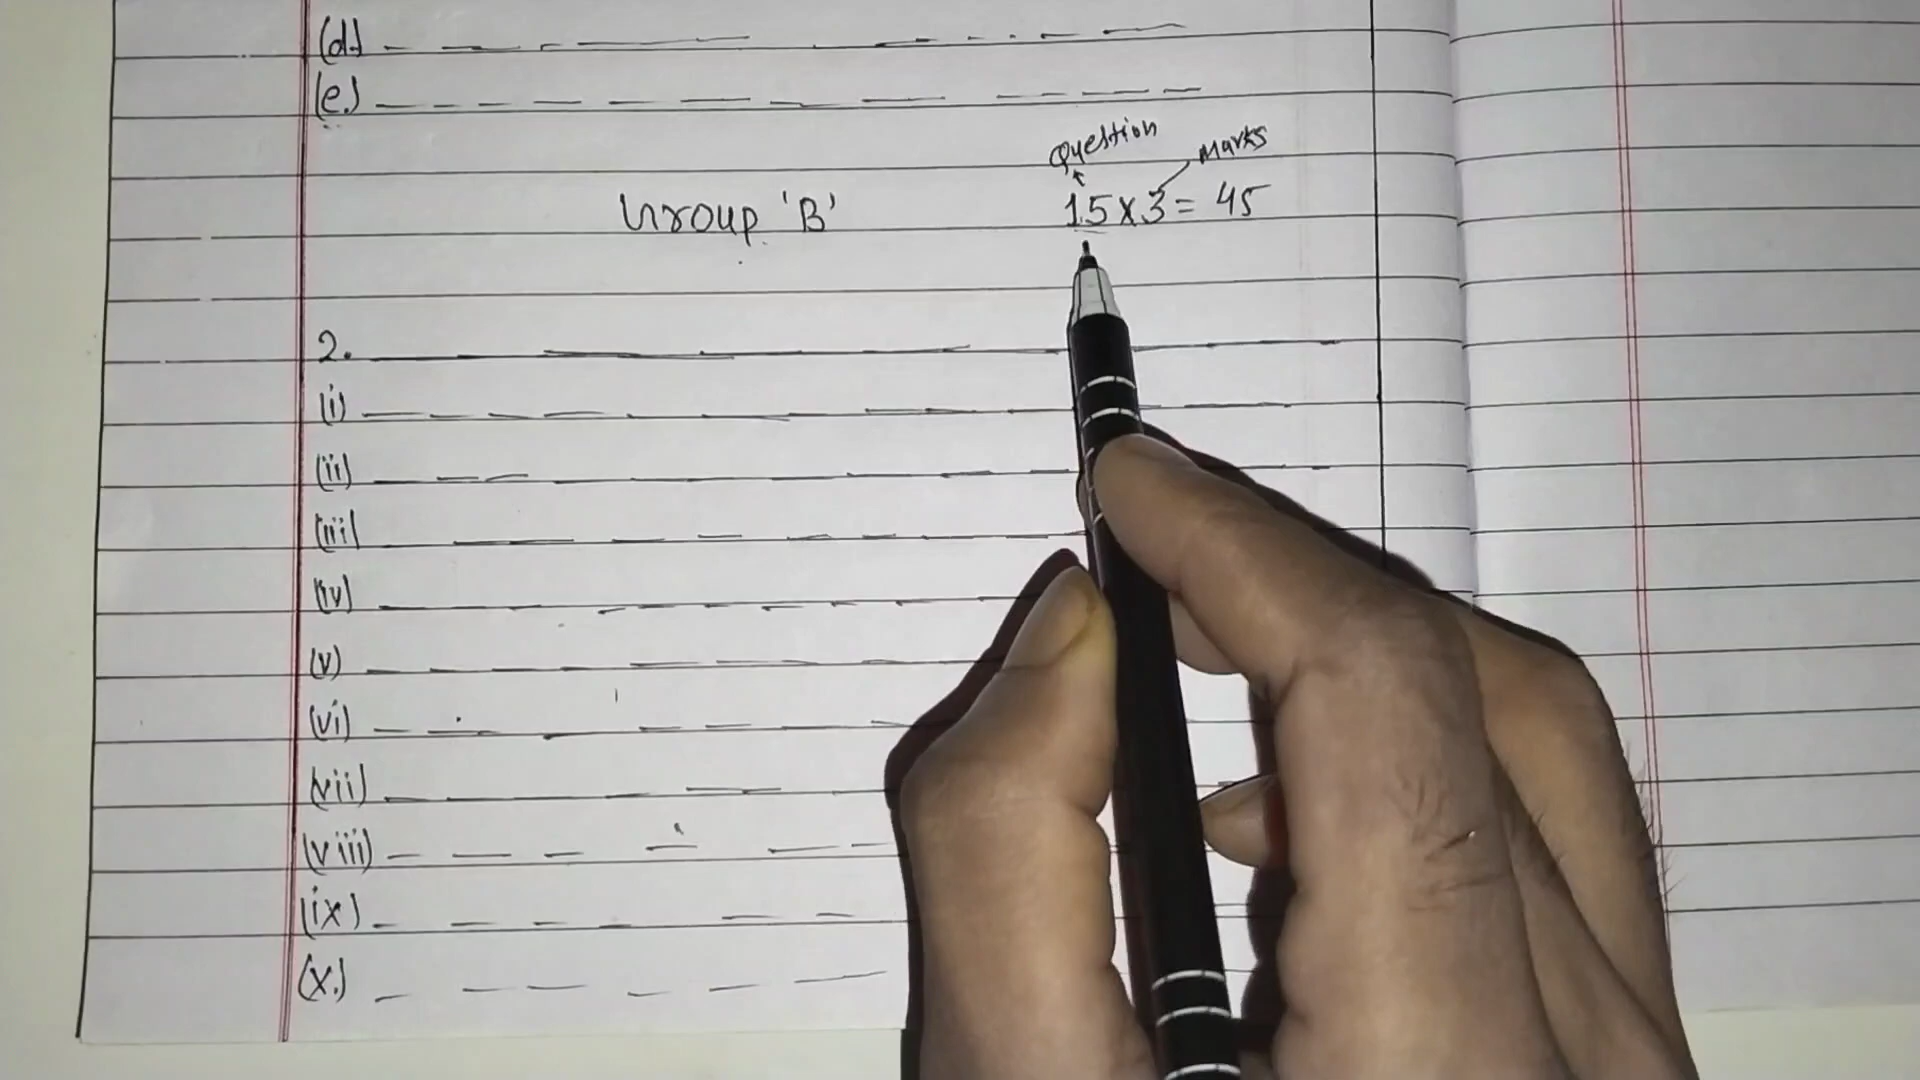 (d.)
(e.)
Question Marks
Group 'B' 15 x 3 = 45
2.
(i)
(ii)
(iii)
(iv)
(v)
(vi)
(vii)
(viii)
(ix)
(x.)